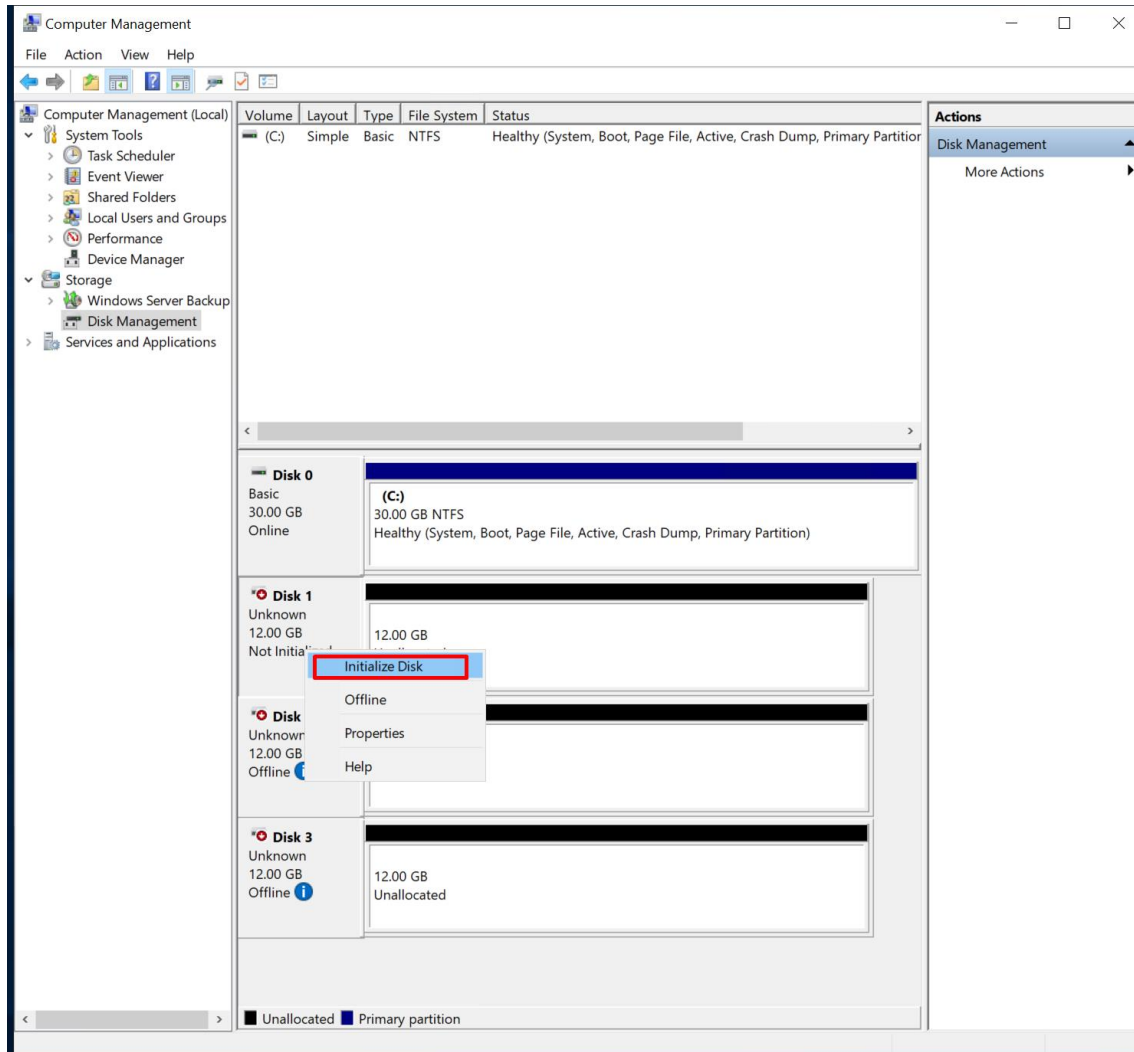 Computer Management
File Action View Help
Computer Management (Local)
System Tools
Task Scheduler
Event Viewer
Shared Folders
Local Users and Groups
Performance
Device Manager
Storage
Windows Server Backup
Disk Management
Services and Applications
Volume Layout Type File System Status
(C:) Simple Basic NTFS Healthy (System, Boot, Page File, Active, Crash Dump, Primary Partition
Disk 0
Basic
30.00 GB
Online
(C:)
30.00 GB NTFS
Healthy (System, Boot, Page File, Active, Crash Dump, Primary Partition)
Disk 1
Unknown
12.00 GB
Not Initialized
12.00 GB
Initialize Disk
Offline
Properties
Help
Disk
Unknown
12.00 GB
Offline
Disk 3
Unknown
12.00 GB
Offline
12.00 GB
Unallocated
Unallocated Primary partition
Actions
Disk Management
More Actions